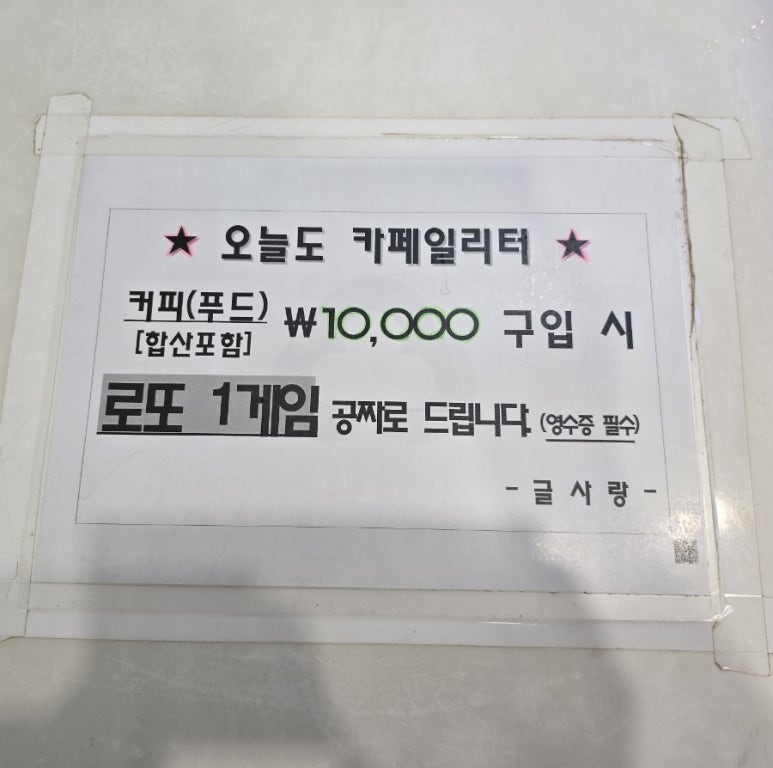 ★ 오늘도 카페일리터 ★
커피(푸드) ₩10,000 구입 시
[합산포함]
로또 1게임 공짜로 드립니다. (영수증 필수)
- 글사랑 -